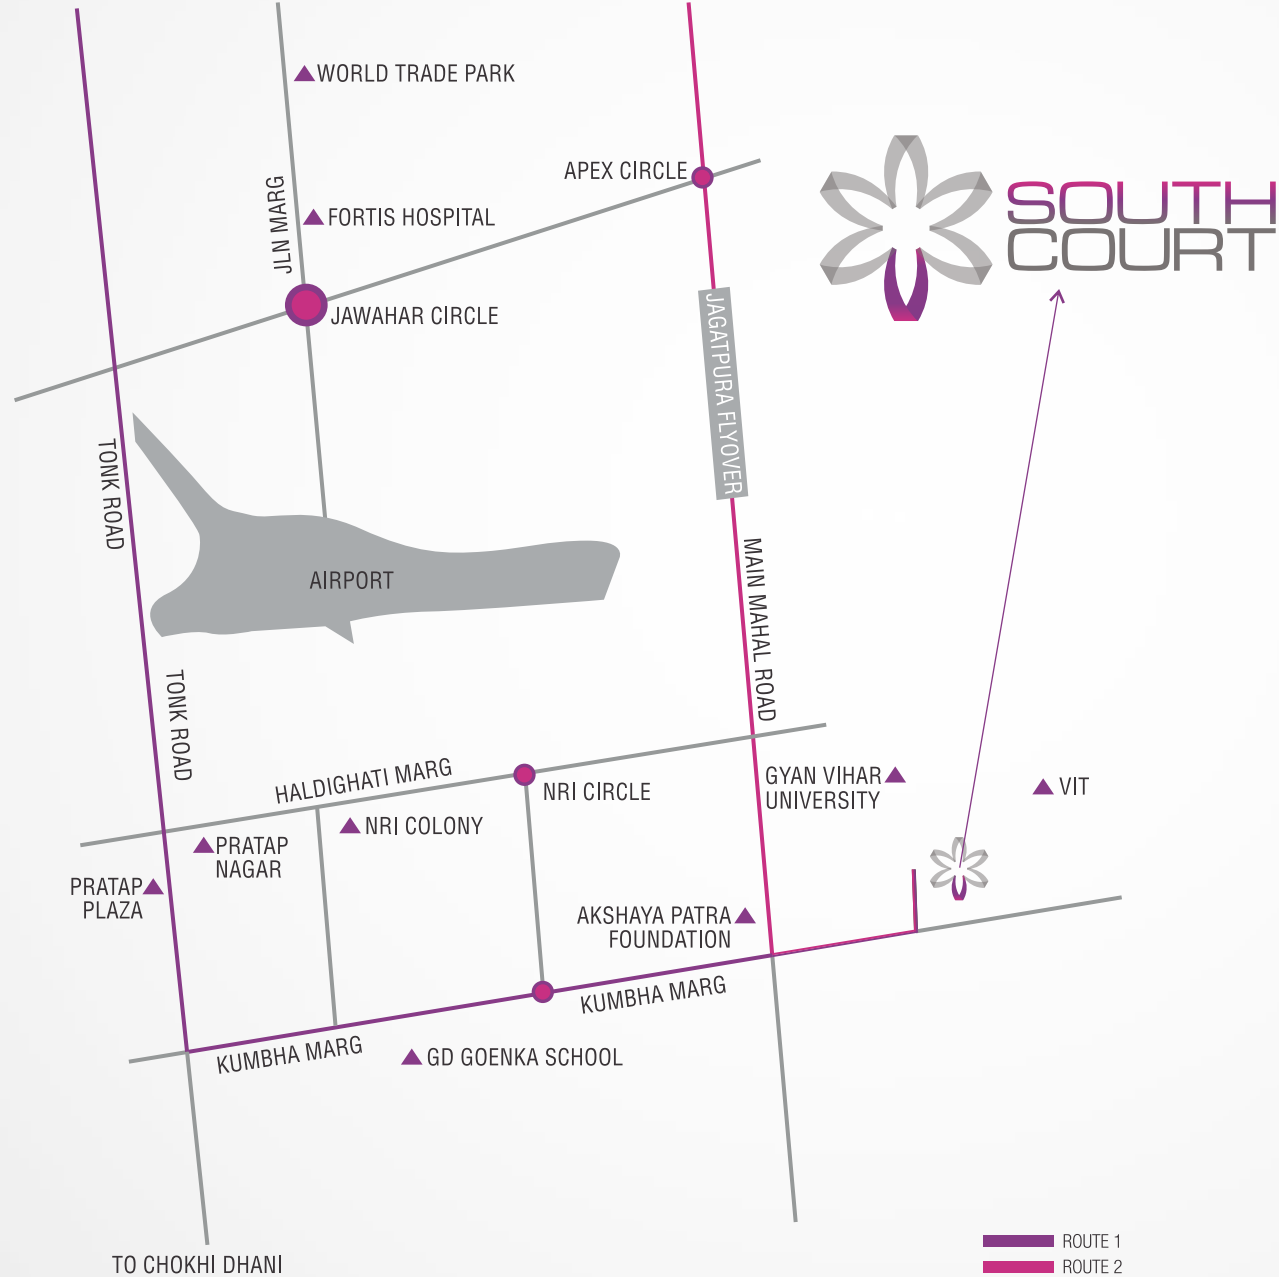 WORLD TRADE PARK
APEX CIRCLE
SOUTH
COURT
JLN MARG
FORTIS HOSPITAL
JAWAHAR CIRCLE
JAGATPURA FLYOVER
TONK ROAD
AIRPORT
MAIN MAHAL ROAD
TONK ROAD
HALDIGHATI MARG
NRI CIRCLE
GYAN VIHAR
UNIVERSITY
VIT
NRI COLONY
PRATAP
NAGAR
PRATAP
PLAZA
AKSHAYA PATRA
FOUNDATION
KUMBHA MARG
KUMBHA MARG
GD GOENKA SCHOOL
TO CHOKHI DHANI
ROUTE 1
ROUTE 2